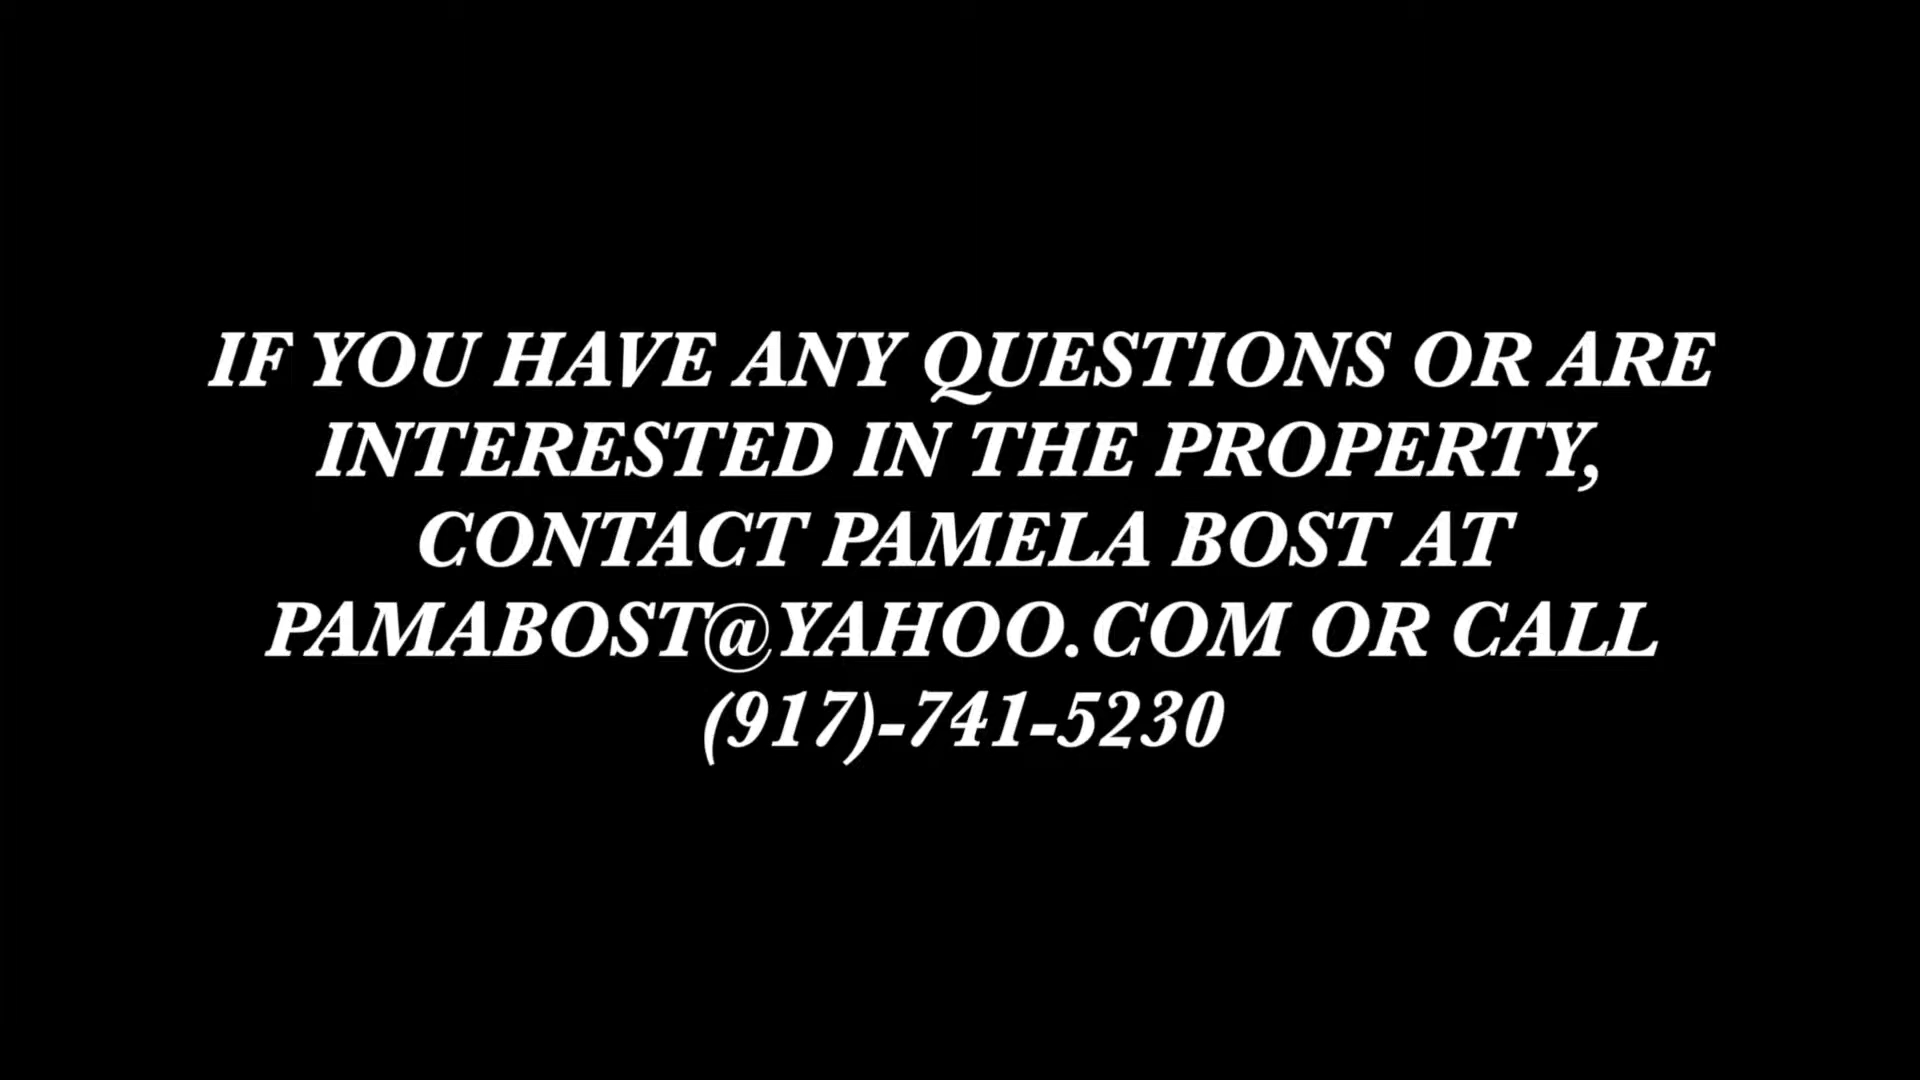 IF YOU HAVE ANY QUESTIONS OR ARE
INTERESTED IN THE PROPERTY,
CONTACT PAMELA BOST AT
PAMABOST@YAHOO.COM OR CALL
(917)-741-5230